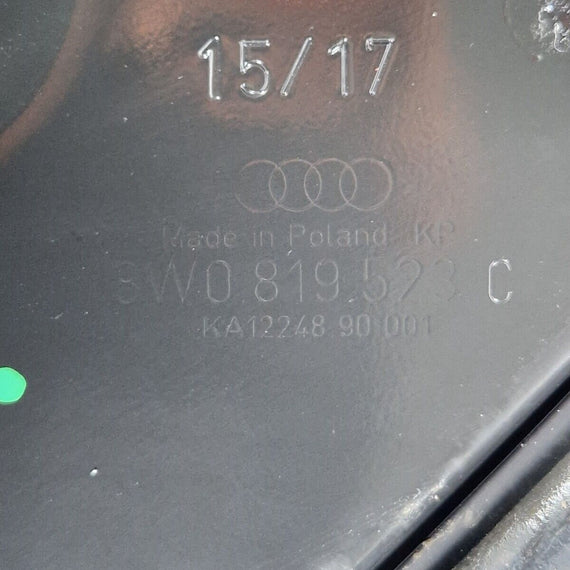 15/17
Made in Poland KP
8W0.819.523 C
KA12248 90 001